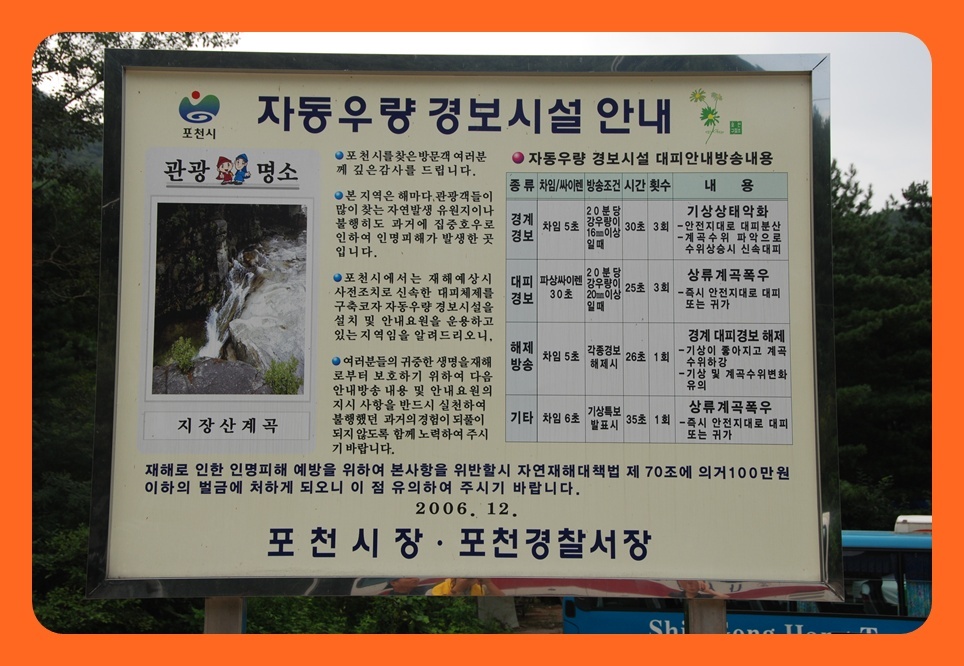 포천시
자동우량 경보시설 안내
관광 명소
지장산계곡
포천시를 찾은 방문객 여러분
께 깊은감사를 드립니다.
본 지역은 해마다 관광객들이
많이 찾는 자연발생 유원지이나
불행히도 과거에 집중호우로
인하여 인명피해가 발생한 곳
입니다.
포천시에서는 재해예상시
사전조치로 신속한 대피체제를
구축코자 자동우량 경보시설을
설치 및 안내요원을 운용하고
있는 지역임을 알려드리오니,
여러분들의 귀중한 생명을재해
로부터 보호하기 위하여 다음
안내방송 내용 및 안내요원의
지시 사항을 반드시 실천하여
불행했던 과거의경험이 되풀이
되지않도록 함께 노력하여 주시
기 바랍니다.
자동우량 경보시설 대피안내방송내용
종 류 차임/싸이렌 방송조건 시간 횟수 내 용
경계
경보
차임 5초
20분당
강우량이
16㎜이상
일때
30초
3회
기상상태악화
-안전지대로 대피분산
-계곡수위 파악으로
수위상승시 신속대피
대피
경보
파상싸이렌
30초
20분당
강우량이
20㎜이상
일때
25초
3회
상류계곡폭우
-즉시 안전지대로 대피
또는 귀가
해제
방송
차임 5초
각종경보
해제시
26초
1회
경계 대피경보 해제
-기상이 좋아지고 계곡
수위하강
-기상 및 계곡수위변화
유의
기타
차임 6초
기상특보
발표시
35초
1회
상류계곡폭우
-즉시 안전지대로 대피
또는 귀가
재해로 인한 인명피해 예방을 위하여 본사항을 위반할시 자연재해대책법 제 70조에 의거100만원
이하의 벌금에 처하게 되오니 이 점 유의하여 주시기 바랍니다.
2006. 12.
포 천 시 장 · 포천경찰서장